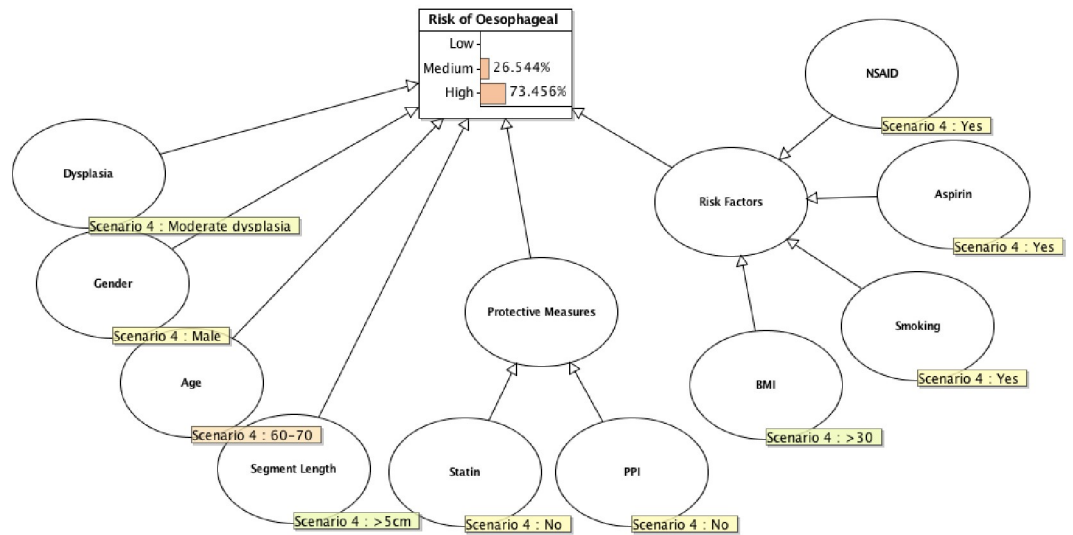 Risk of Oesophageal
Low
Medium 26.544%
High 73.456%
NSAID
Scenario 4 : Yes
Dysplasia
Scenario 4 : Moderate dysplasia
Risk Factors
Aspirin
Scenario 4 : Yes
Gender
Scenario 4 : Male
Protective Measures
Smoking
Scenario 4 : Yes
Age
Scenario 4 : 60-70
BMI
Scenario 4 : >30
Segment Length
Scenario 4 : >5cm
Statin
Scenario 4 : No
PPI
Scenario 4 : No